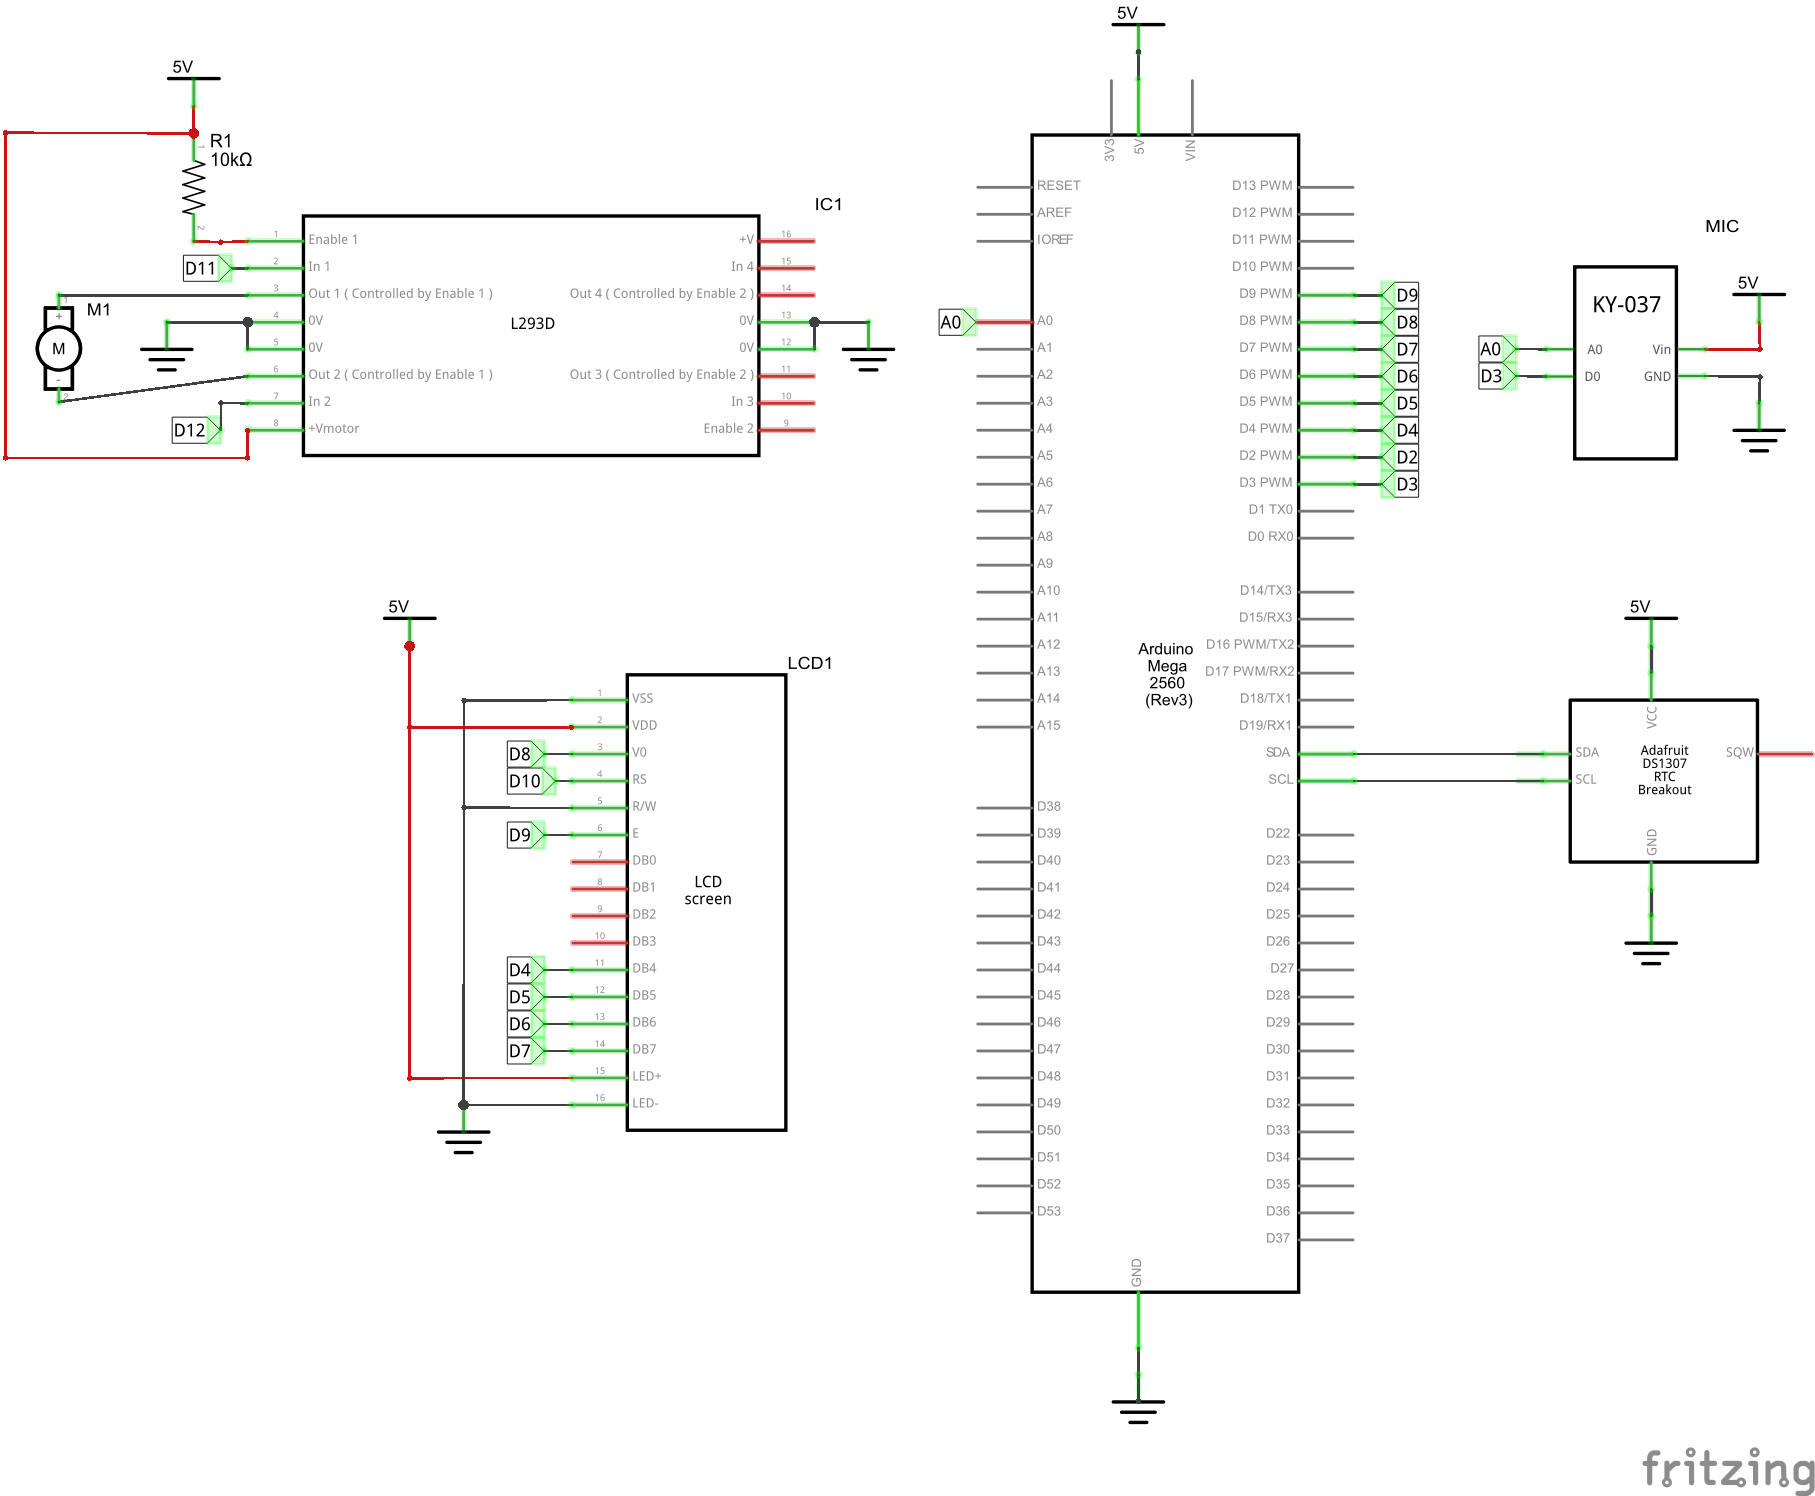 5V
R1
10kΩ
1
2
IC1
L293D
1 Enable 1
2 In 1
3 Out 1 ( Controlled by Enable 1 )
4 0V
5 0V
6 Out 2 ( Controlled by Enable 1 )
7 In 2
8 +Vmotor
+V 16
In 4 15
Out 4 ( Controlled by Enable 2 ) 14
0V 13
0V 12
Out 3 ( Controlled by Enable 2 ) 11
In 3 10
Enable 2 9
D11
D12
M1
1
+
M
-
2
5V
LCD1
LCD
screen
1 VSS
2 VDD
D8 3 V0
D10 4 RS
5 R/W
D9 6 E
7 DB0
8 DB1
9 DB2
10 DB3
D4 11 DB4
D5 12 DB5
D6 13 DB6
D7 14 DB7
15 LED+
16 LED-
5V
3V3
5V
VIN
RESET
AREF
IOREF
A0 A0
A1
A2
A3
A4
A5
A6
A7
A8
A9
A10
A11
A12
A13
A14
A15
D38
D39
D40
D41
D42
D43
D44
D45
D46
D47
D48
D49
D50
D51
D52
D53
Arduino
Mega
2560
(Rev3)
D13 PWM
D12 PWM
D11 PWM
D10 PWM
D9 PWM D9
D8 PWM D8
D7 PWM D7
D6 PWM D6
D5 PWM D5
D4 PWM D4
D2 PWM D2
D3 PWM D3
D1 TX0
D0 RX0
D14/TX3
D15/RX3
D16 PWM/TX2
D17 PWM/RX2
D18/TX1
D19/RX1
SDA
SCL
D22
D23
D24
D25
D26
D27
D28
D29
D30
D31
D32
D33
D34
D35
D36
D37
GND
MIC
KY-037
5V
A0 A0
D3 D0
Vin
GND
5V
VCC
SDA
SCL
Adafruit
DS1307
RTC
Breakout
SQW
GND
fritzing